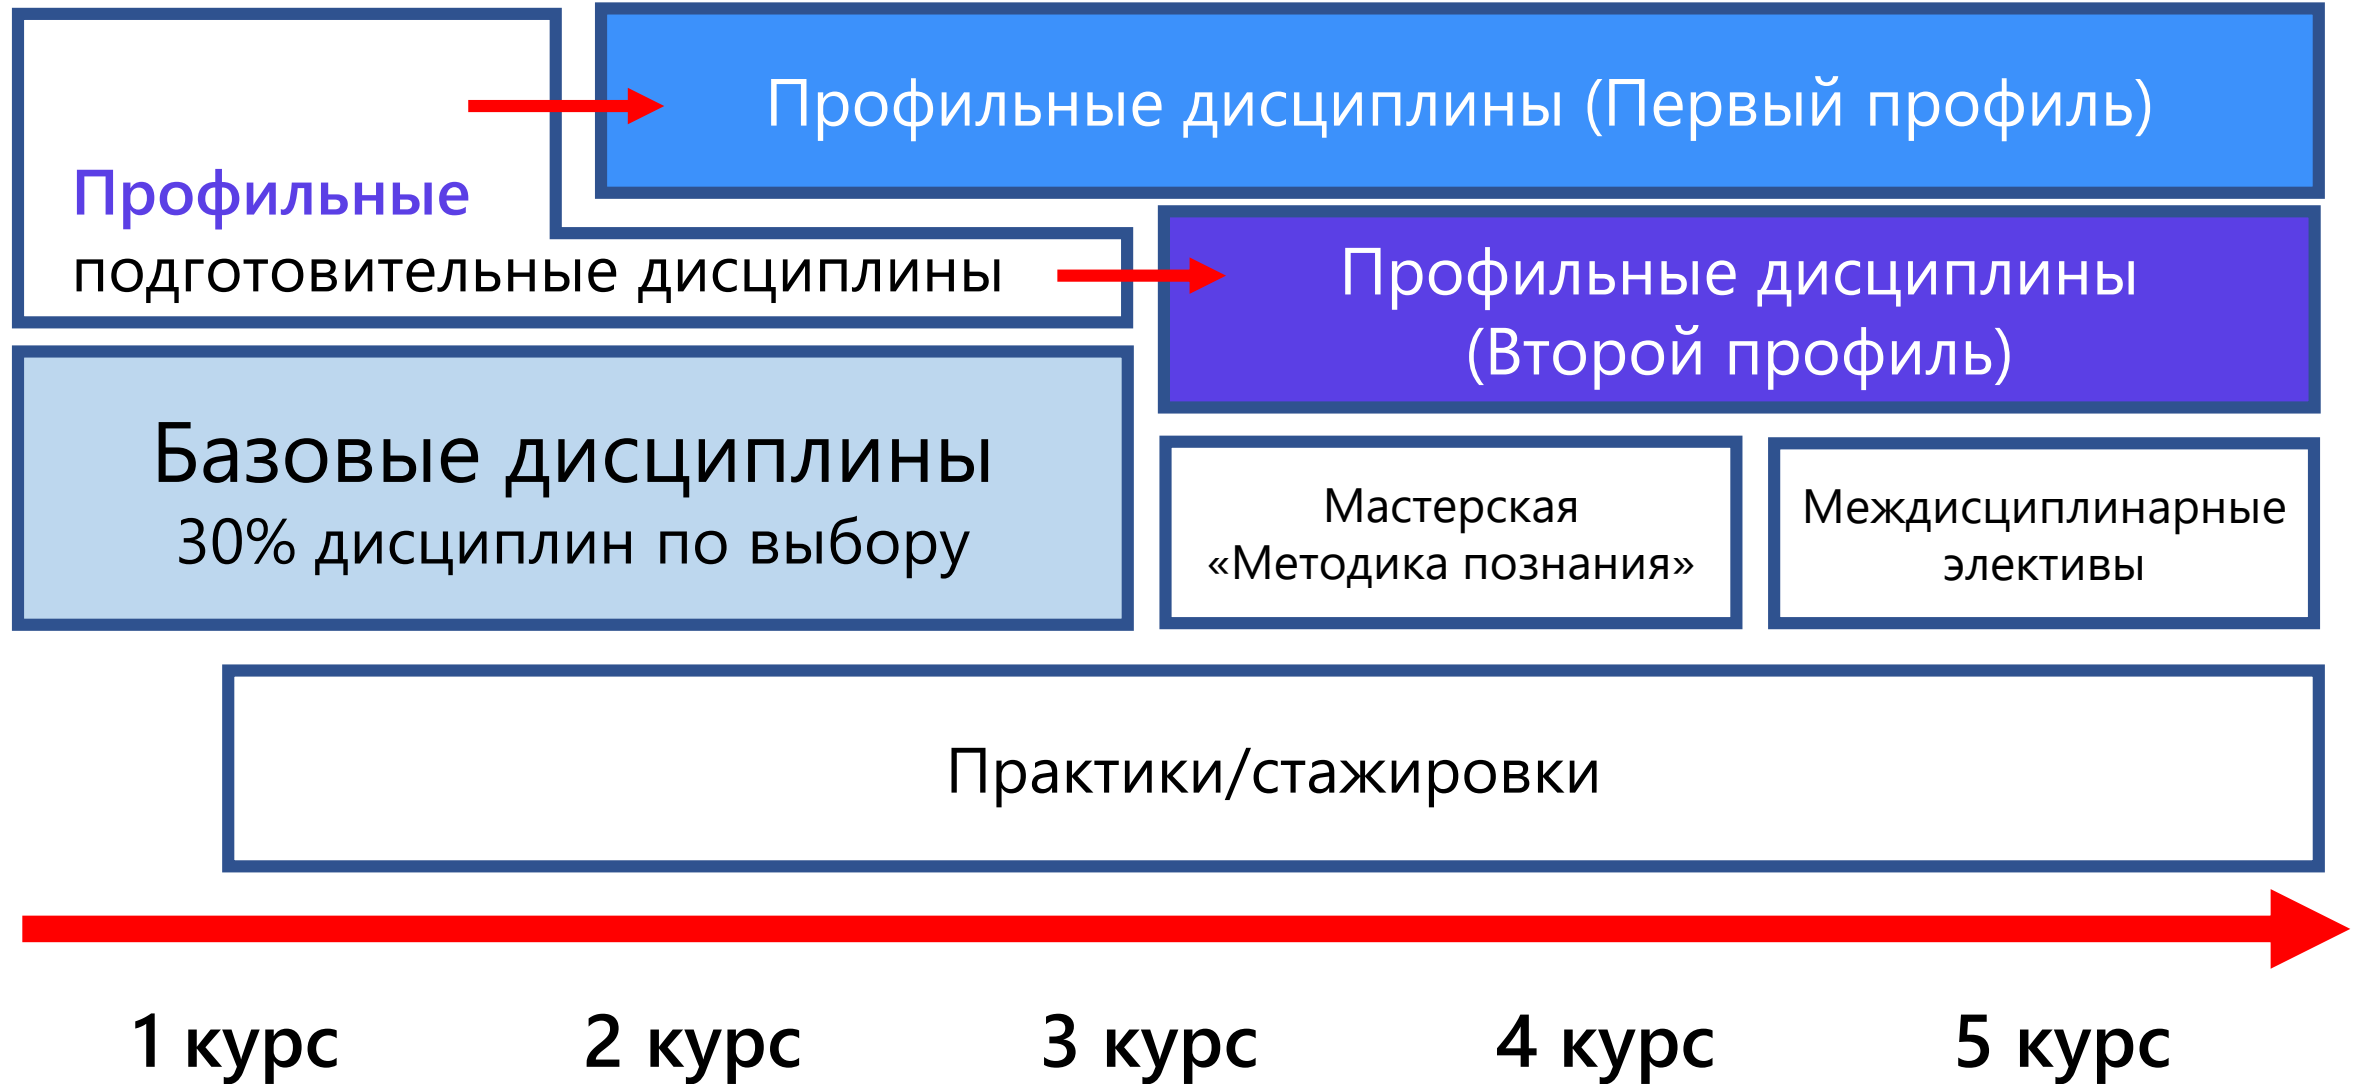 Профильные дисциплины (Первый профиль)
Профильные
подготовительные дисциплины
Профильные дисциплины
(Второй профиль)
Базовые дисциплины
30% дисциплин по выбору
Мастерская
«Методика познания»
Междисциплинарные
элективы
Практики/стажировки
1 курс
2 курс
3 курс
4 курс
5 курс